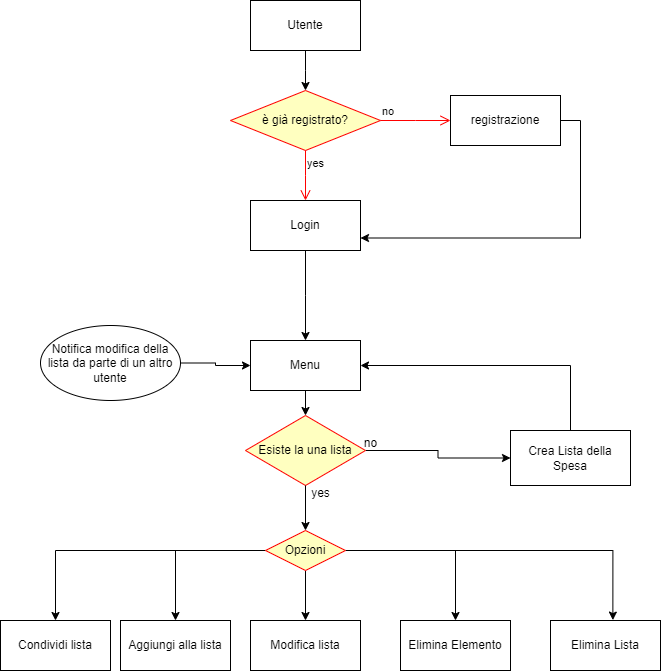 Utente
è già registrato?
no
registrazione
yes
Login
Notifica modifica della
lista da parte di un altro
utente
Menu
Esiste la una lista
no
Crea Lista della
Spesa
yes
Opzioni
Condividi lista
Aggiungi alla lista
Modifica lista
Elimina Elemento
Elimina Lista